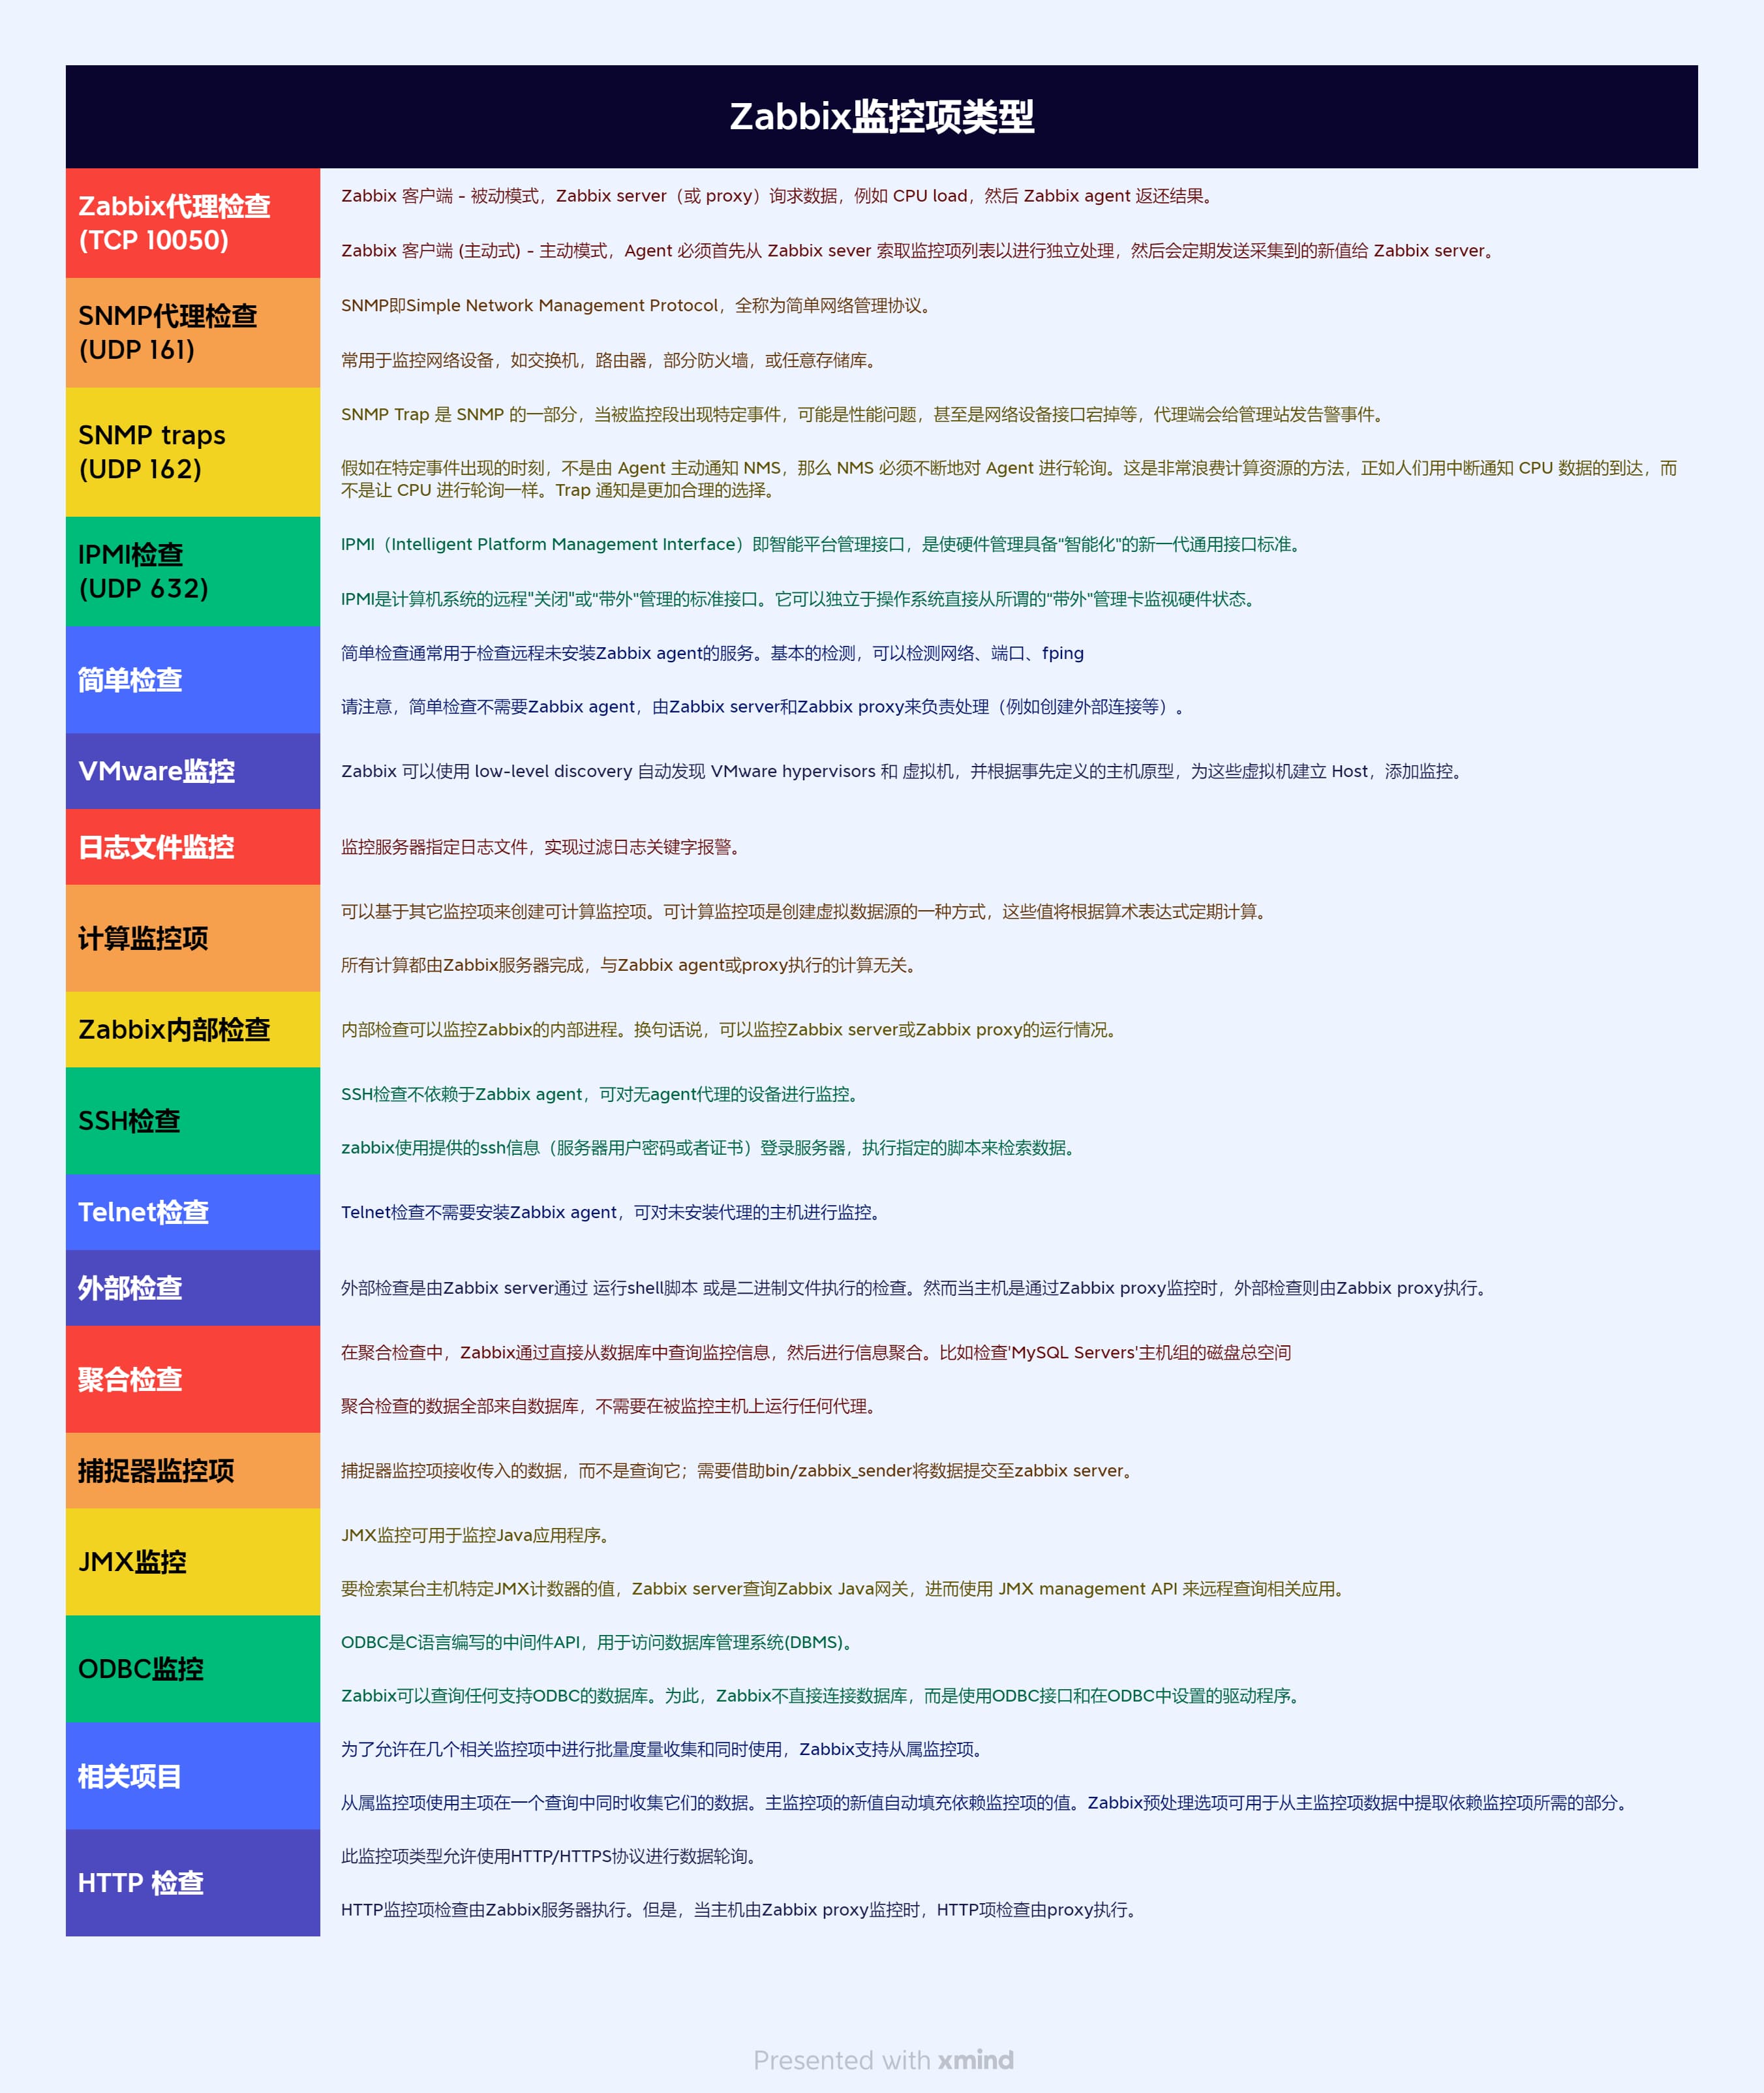 Zabbix监控项类型
Zabbix代理检查
(TCP 10050)
Zabbix 客户端 - 被动模式，Zabbix server（或 proxy）询求数据，例如 CPU load，然后 Zabbix agent 返还结果。
Zabbix 客户端 (主动式) - 主动模式，Agent 必须首先从 Zabbix sever 索取监控项列表以进行独立处理，然后会定期发送采集到的新值给 Zabbix server。
SNMP代理检查
(UDP 161)
SNMP即Simple Network Management Protocol，全称为简单网络管理协议。
常用于监控网络设备，如交换机，路由器，部分防火墙，或任意存储库。
SNMP traps
(UDP 162)
SNMP Trap 是 SNMP 的一部分，当被监控段出现特定事件，可能是性能问题，甚至是网络设备接口宕掉等，代理端会给管理站发告警事件。
假如在特定事件出现的时刻，不是由 Agent 主动通知 NMS，那么 NMS 必须不断地对 Agent 进行轮询。这是非常浪费计算资源的方法，正如人们用中断通知 CPU 数据的到达，而
不是让 CPU 进行轮询一样。Trap 通知是更加合理的选择。
IPMI检查
(UDP 632)
IPMI（Intelligent Platform Management Interface）即智能平台管理接口，是使硬件管理具备"智能化"的新一代通用接口标准。
IPMI是计算机系统的远程"关闭"或"带外"管理的标准接口。它可以独立于操作系统直接从所谓的"带外"管理卡监视硬件状态。
简单检查
简单检查通常用于检查远程未安装Zabbix agent的服务。基本的检测，可以检测网络、端口、fping
请注意，简单检查不需要Zabbix agent，由Zabbix server和Zabbix proxy来负责处理（例如创建外部连接等）。
VMware监控
Zabbix 可以使用 low-level discovery 自动发现 VMware hypervisors 和 虚拟机，并根据事先定义的主机原型，为这些虚拟机建立 Host，添加监控。
日志文件监控
监控服务器指定日志文件，实现过滤日志关键字报警。
计算监控项
可以基于其它监控项来创建可计算监控项。可计算监控项是创建虚拟数据源的一种方式，这些值将根据算术表达式定期计算。
所有计算都由Zabbix服务器完成，与Zabbix agent或proxy执行的计算无关。
Zabbix内部检查
内部检查可以监控Zabbix的内部进程。换句话说，可以监控Zabbix server或Zabbix proxy的运行情况。
SSH检查
SSH检查不依赖于Zabbix agent，可对无agent代理的设备进行监控。
zabbix使用提供的ssh信息（服务器用户密码或者证书）登录服务器，执行指定的脚本来检索数据。
Telnet检查
Telnet检查不需要安装Zabbix agent，可对未安装代理的主机进行监控。
外部检查
外部检查是由Zabbix server通过 运行shell脚本 或是二进制文件执行的检查。然而当主机是通过Zabbix proxy监控时，外部检查则由Zabbix proxy执行。
聚合检查
在聚合检查中，Zabbix通过直接从数据库中查询监控信息，然后进行信息聚合。比如检查'MySQL Servers'主机组的磁盘总空间
聚合检查的数据全部来自数据库，不需要在被监控主机上运行任何代理。
捕捉器监控项
捕捉器监控项接收传入的数据，而不是查询它；需要借助bin/zabbix_sender将数据提交至zabbix server。
JMX监控
JMX监控可用于监控Java应用程序。
要检索某台主机特定JMX计数器的值，Zabbix server查询Zabbix Java网关，进而使用 JMX management API 来远程查询相关应用。
ODBC监控
ODBC是C语言编写的中间件API，用于访问数据库管理系统(DBMS)。
Zabbix可以查询任何支持ODBC的数据库。为此，Zabbix不直接连接数据库，而是使用ODBC接口和在ODBC中设置的驱动程序。
相关项目
为了允许在几个相关监控项中进行批量度量收集和同时使用，Zabbix支持从属监控项。
从属监控项使用主项在一个查询中同时收集它们的数据。主监控项的新值自动填充依赖监控项的值。Zabbix预处理选项可用于从主监控项数据中提取依赖监控项所需的部分。
HTTP 检查
此监控项类型允许使用HTTP/HTTPS协议进行数据轮询。
HTTP监控项检查由Zabbix服务器执行。但是，当主机由Zabbix proxy监控时，HTTP项检查由proxy执行。
Presented with xmind